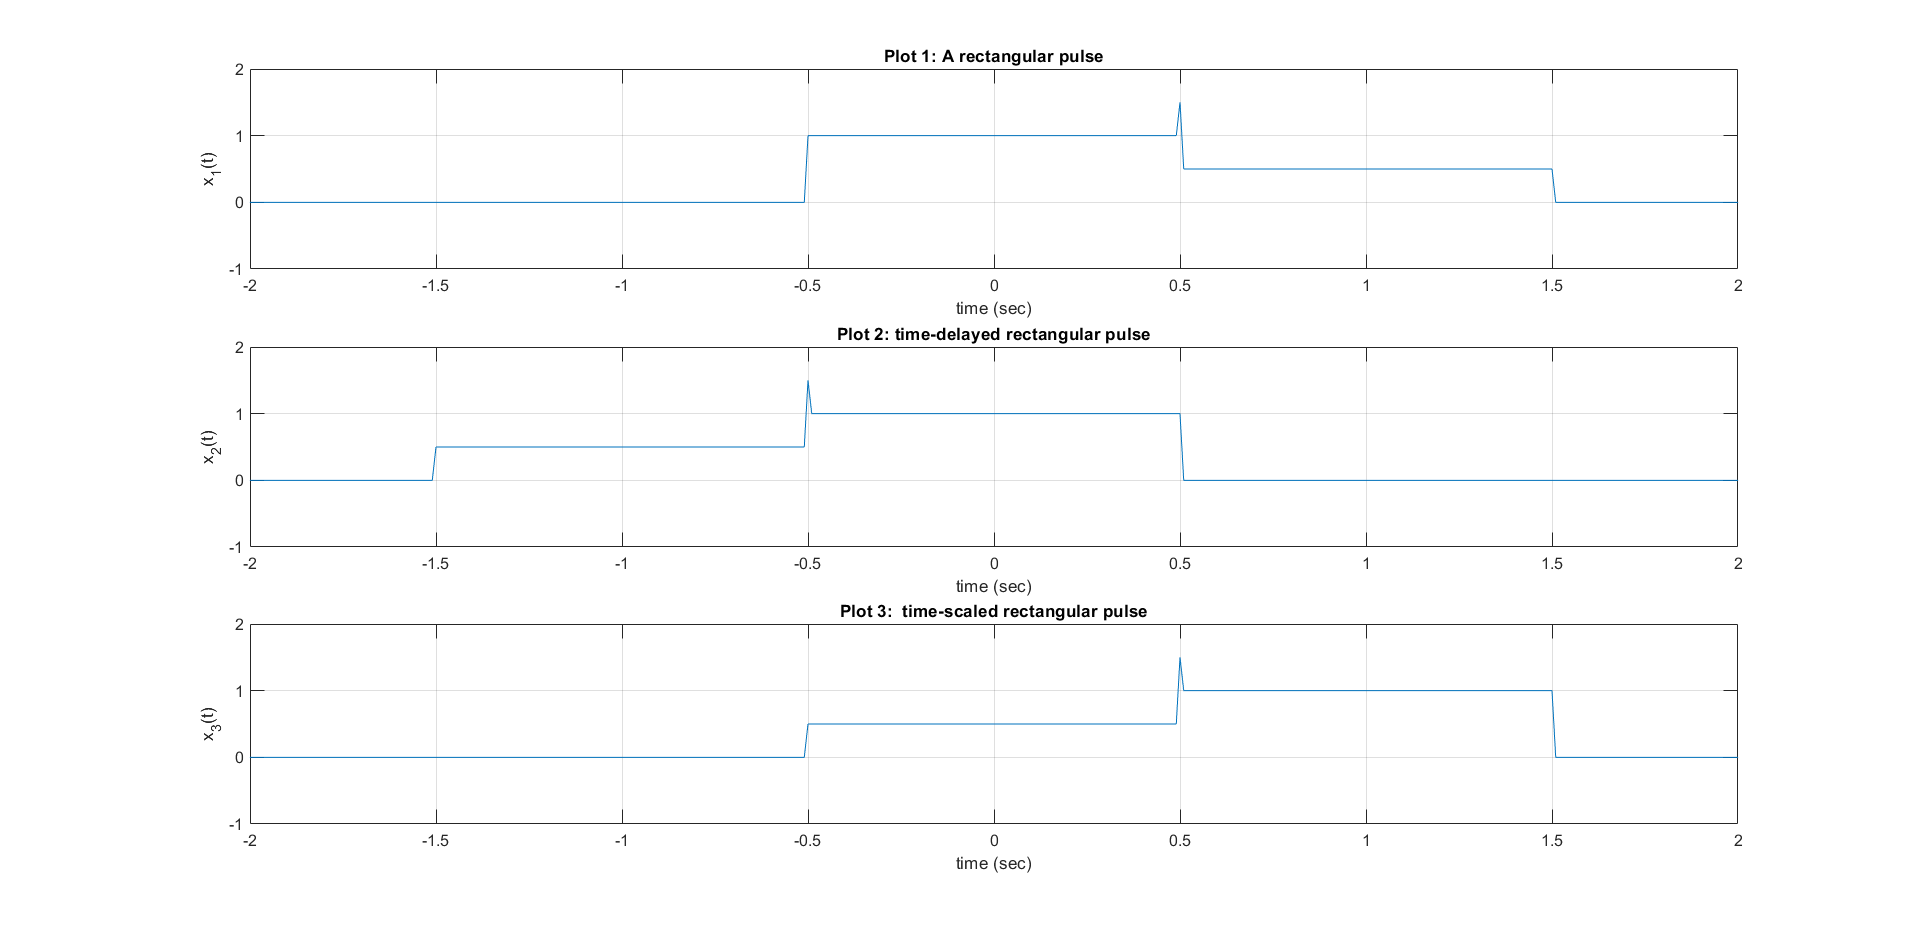 Plot 1: A rectangular pulse
2
1
0
-1
x1(t)
-2 -1.5 -1 -0.5 0 0.5 1 1.5 2
time (sec)
Plot 2: time-delayed rectangular pulse
2
1
0
-1
x2(t)
-2 -1.5 -1 -0.5 0 0.5 1 1.5 2
time (sec)
Plot 3:  time-scaled rectangular pulse
2
1
0
-1
x3(t)
-2 -1.5 -1 -0.5 0 0.5 1 1.5 2
time (sec)